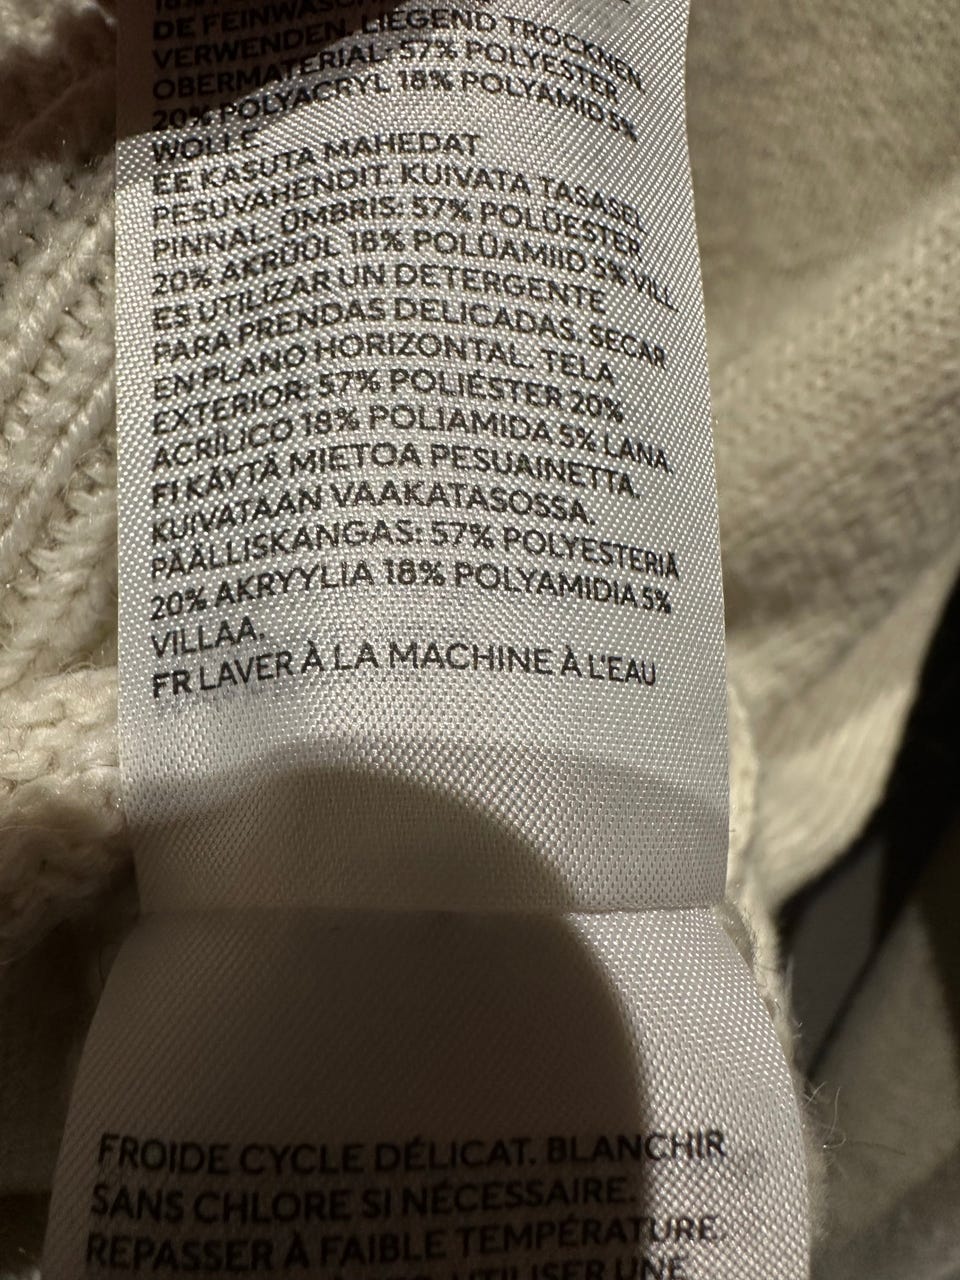 DE FEINWASCH
VERWENDEN. LIEGEND TROCKNEN
OBERMATERIAL: 57% POLYESTER
20% POLYACRYL 18% POLYAMID 5%
WOLLE
EE KASUTA MAHEDAT
PESUVAHENDIT. KUIVATA TASASEL
PINNAL. ÜMBRIS: 57% POLÜESTER
20% AKRÜÜL 18% POLÜAMIID 5% VILL
ES UTILIZAR UN DETERGENTE
PARA PRENDAS DELICADAS. SECAR
EN PLANO HORIZONTAL. TELA
EXTERIOR: 57% POLIÉSTER 20%
ACRÍLICO 18% POLIAMIDA 5% LANA
FI KÄYTÄ MIETOA PESUAINETTA.
KUIVATAAN VAAKATASOSSA.
PÄÄLLISKANGAS: 57% POLYESTERIÄ
20% AKRYYLIA 18% POLYAMIDIA 5%
VILLAA.
FR LAVER À LA MACHINE À L'EAU
FROIDE CYCLE DÉLICAT. BLANCHIR
SANS CHLORE SI NÉCESSAIRE.
REPASSER À FAIBLE TEMPÉRATURE.
UTILISER UNE